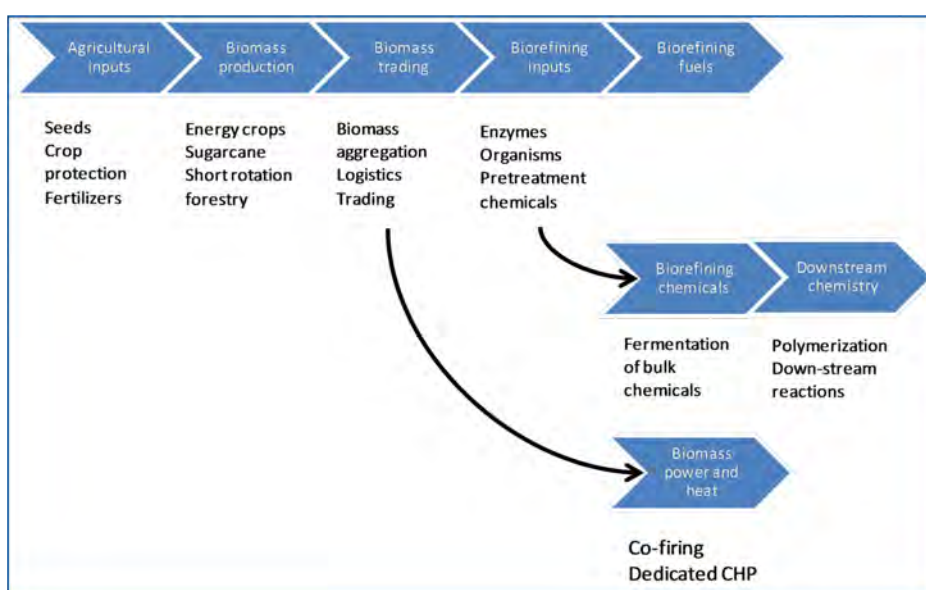 Agricultural
inputs
Biomass
production
Biomass
trading
Biorefining
inputs
Biorefining
fuels
Seeds
Crop
protection
Fertilizers
Energy crops
Sugarcane
Short rotation
forestry
Biomass
aggregation
Logistics
Trading
Enzymes
Organisms
Pretreatment
chemicals
Biorefining
chemicals
Downstream
chemistry
Fermentation
of bulk
chemicals
Polymerization
Down-stream
reactions
Biomass
power and
heat
Co-firing
Dedicated CHP